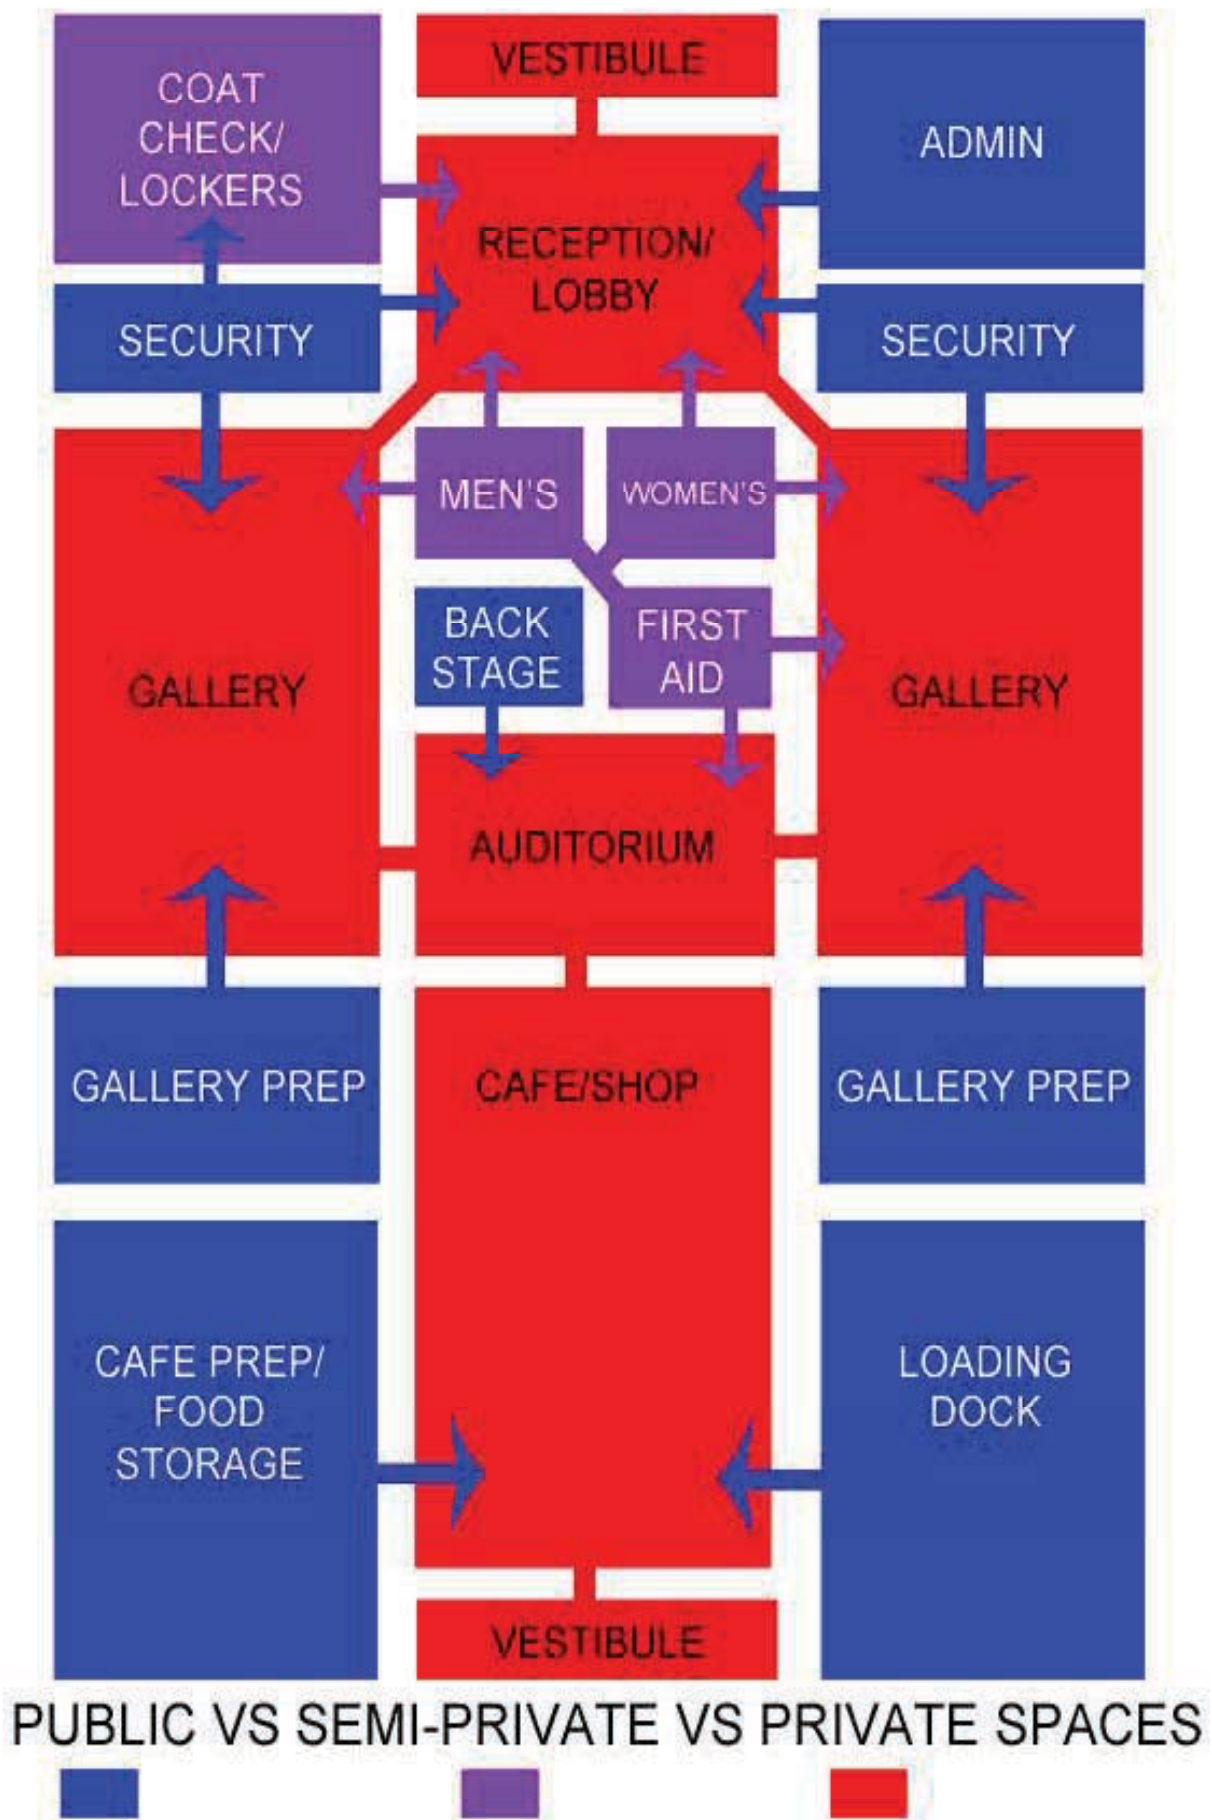 VESTIBULE
COAT
CHECK/
LOCKERS
ADMIN
RECEPTION/
LOBBY
SECURITY
SECURITY
MEN'S
WOMEN'S
BACK
STAGE
FIRST
AID
GALLERY
GALLERY
AUDITORIUM
GALLERY PREP
CAFE/SHOP
GALLERY PREP
CAFE PREP/
FOOD
STORAGE
LOADING
DOCK
VESTIBULE
PUBLIC VS SEMI-PRIVATE VS PRIVATE SPACES